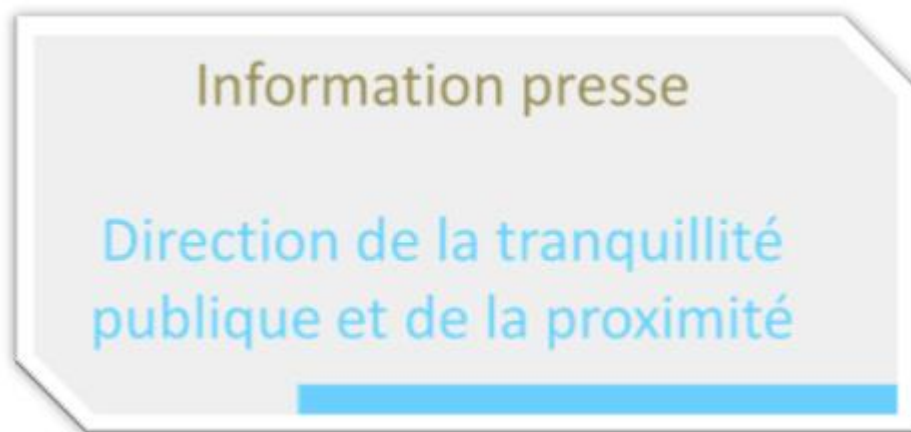 Information presse
Direction de la tranquillité
publique et de la proximité